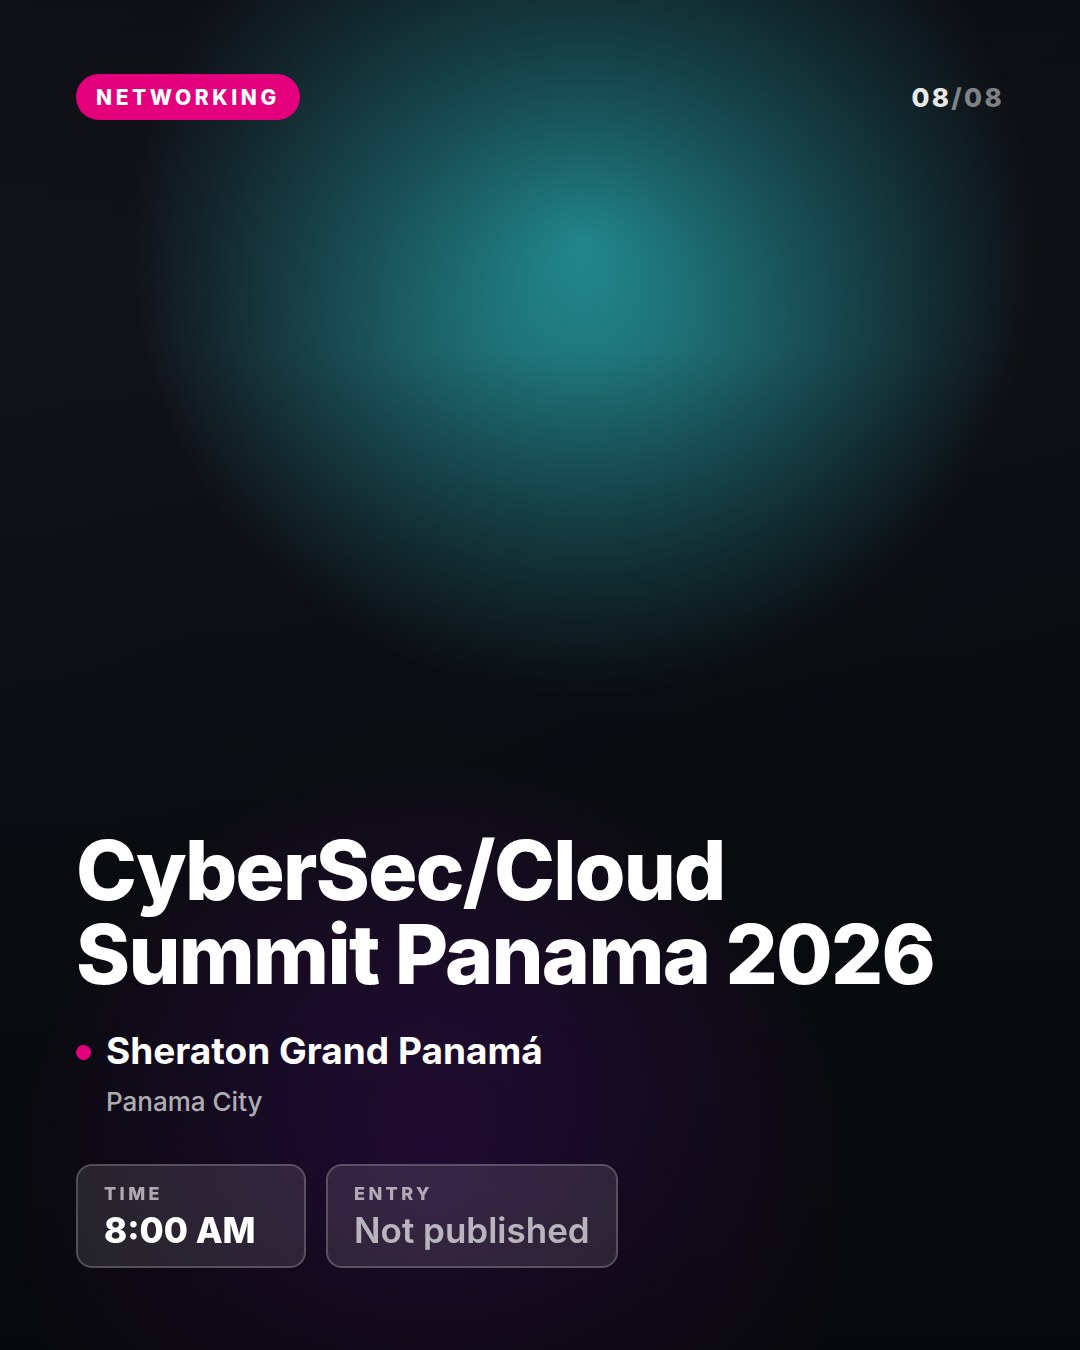 NETWORKING
08/08
CyberSec/Cloud
Summit Panama 2026
Sheraton Grand Panamá
Panama City
TIME
8:00 AM
ENTRY
Not published